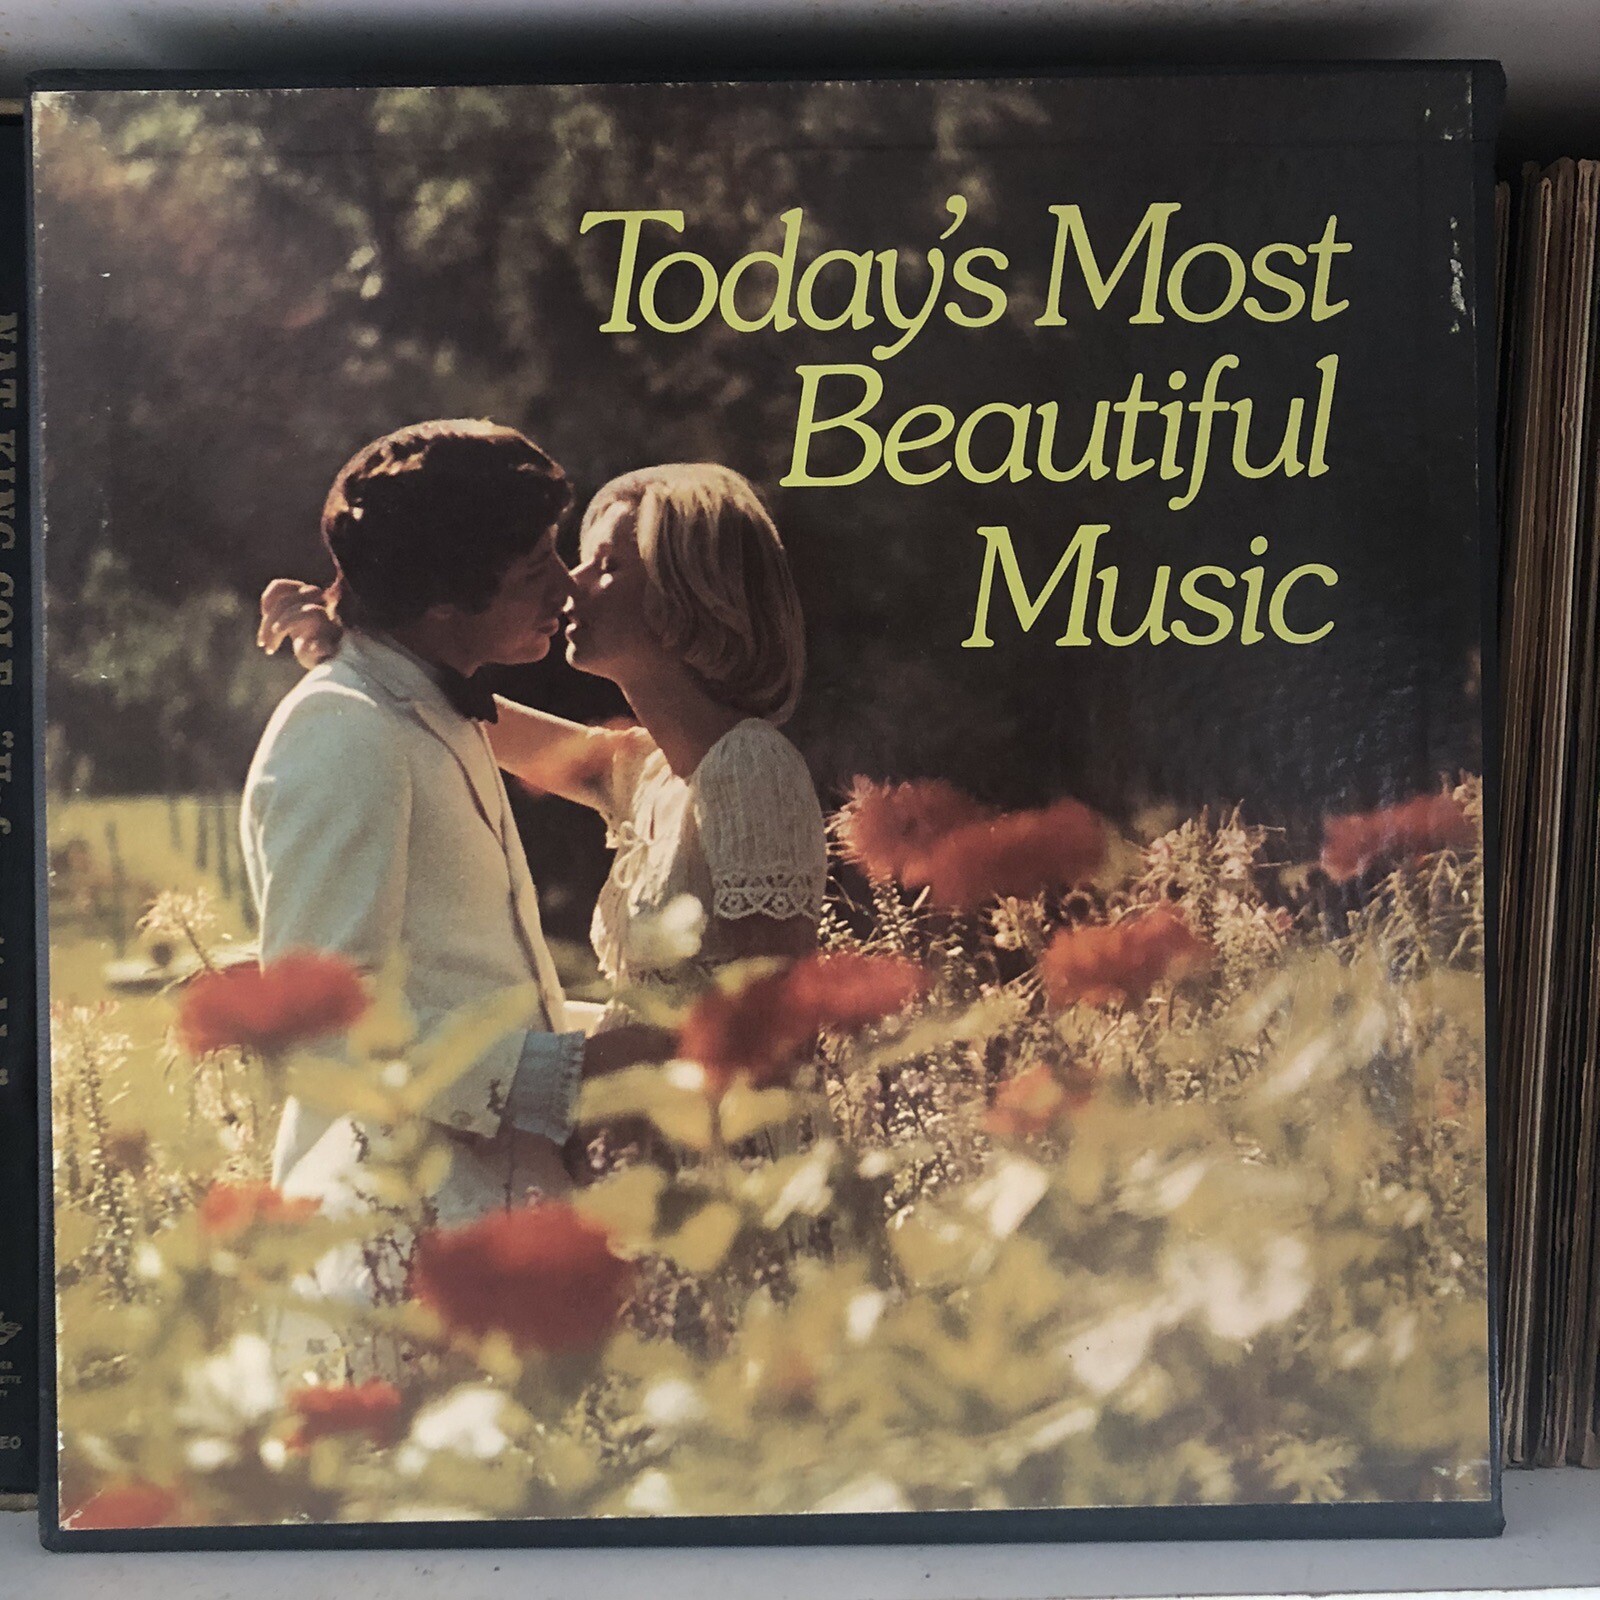 Today's Most
Beautiful
Music
NAT KING COLE